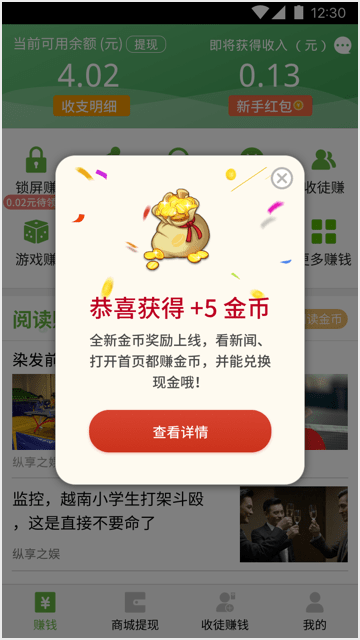 12:30
当前可用余额 (元) 提现
即将获得收入（ 元 ）
4.02
0.13
收支明细
新手红包
锁屏赚
收徒赚
0.02元待领
游戏赚
更多赚钱
恭喜获得 +5 金币
全新金币奖励上线，看新闻、
打开首页都赚金币，并能兑换
现金哦！
查看详情
阅读
读金币
染发前
纵享之娱
监控，越南小学生打架斗殴
，这是直接不要命了
纵享之娱
赚钱
商城提现
收徒赚钱
我的